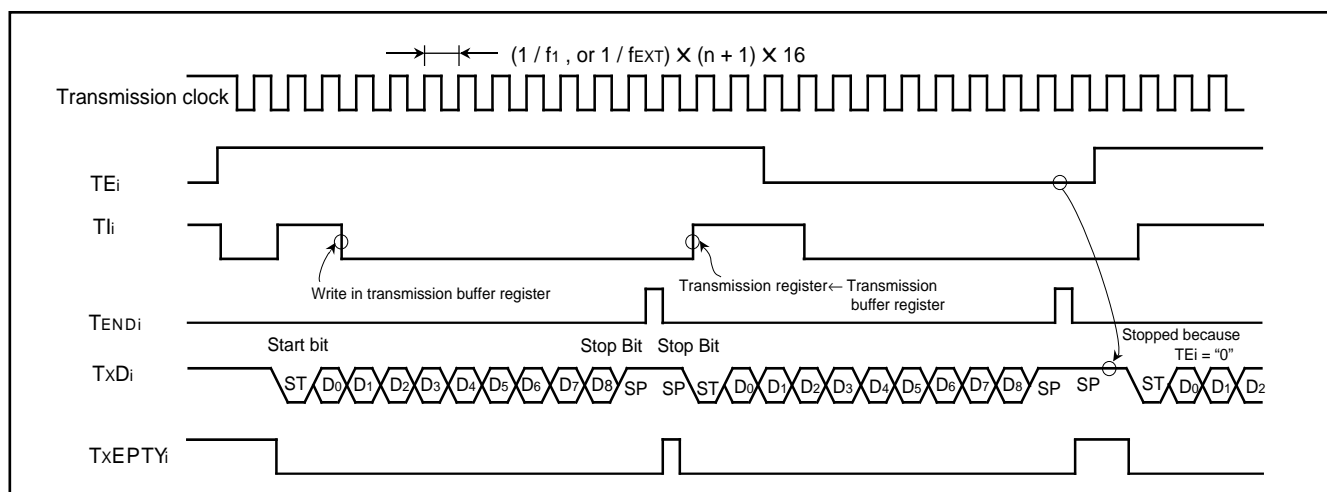 (1 / f1 , or 1 / fEXT) X (n + 1) X 16
Transmission clock
TEi
TIi
Write in transmission buffer register
Transmission register← Transmission
buffer register
TENDi
Stopped because
TEi = “0”
Start bit
Stop Bit Stop Bit
TXDi
ST D0 D1 D2 D3 D4 D5 D6 D7 D8 SP SP ST D0 D1 D2 D3 D4 D5 D6 D7 D8 SP SP ST D0 D1 D2
TXEPTYi